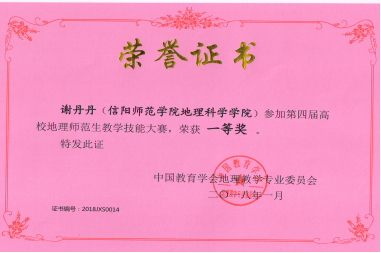 荣誉证书
谢丹丹（信阳师范学院地理科学学院）参加第四届高
校地理师范生教学技能大赛，荣获 一等奖 。
特发此证
中国教育学会地理教学专业委员会
二〇一八年一月
证书编号：2018JXS0014